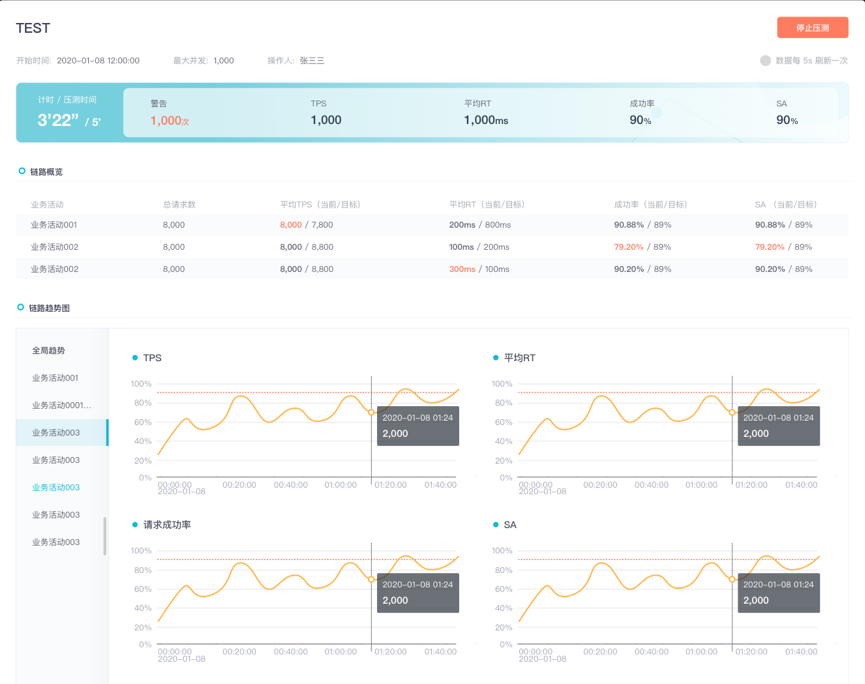 TEST
停止压测
开始时间: 2020-01-08 12:00:00 最大并发: 1,000 操作人: 张三三 数据每 5s 刷新一次
计时 / 压测时间 警告 TPS 平均RT 成功率 SA
3'22” / 5' 1,000次 1,000 1,000ms 90% 90%
链路概览
业务活动 总请求数 平均TPS（当前/目标） 平均RT（当前/目标） 成功率（当前/目标） SA （当前/目标）
业务活动001 8,000 8,000 / 7,800 200ms / 800ms 90.88% / 89% 90.88% / 89%
业务活动002 8,000 8,000 / 8,800 100ms / 200ms 79.20% / 89% 79.20% / 89%
业务活动002 8,000 8,000 / 8,800 300ms / 100ms 90.20% / 89% 90.20% / 89%
链路趋势图
全局趋势
业务活动001
业务活动0001...
业务活动003
业务活动003
业务活动003
业务活动003
业务活动003
TPS
100%
80%
60%
40%
20%
0%
2020-01-08 01:24
2,000
00:00:00 00:20:00 00:40:00 01:00:00 01:20:00 01:40:00
2020-01-08
平均RT
100%
80%
60%
40%
20%
0%
2020-01-08 01:24
2,000
00:00:00 00:20:00 00:40:00 01:00:00 01:20:00 01:40:00
2020-01-08
请求成功率
100%
80%
60%
40%
20%
0%
2020-01-08 01:24
2,000
00:00:00 00:20:00 00:40:00 01:00:00 01:20:00 01:40:00
2020-01-08
SA
100%
80%
60%
40%
20%
0%
2020-01-08 01:24
2,000
00:00:00 00:20:00 00:40:00 01:00:00 01:20:00 01:40:00
2020-01-08